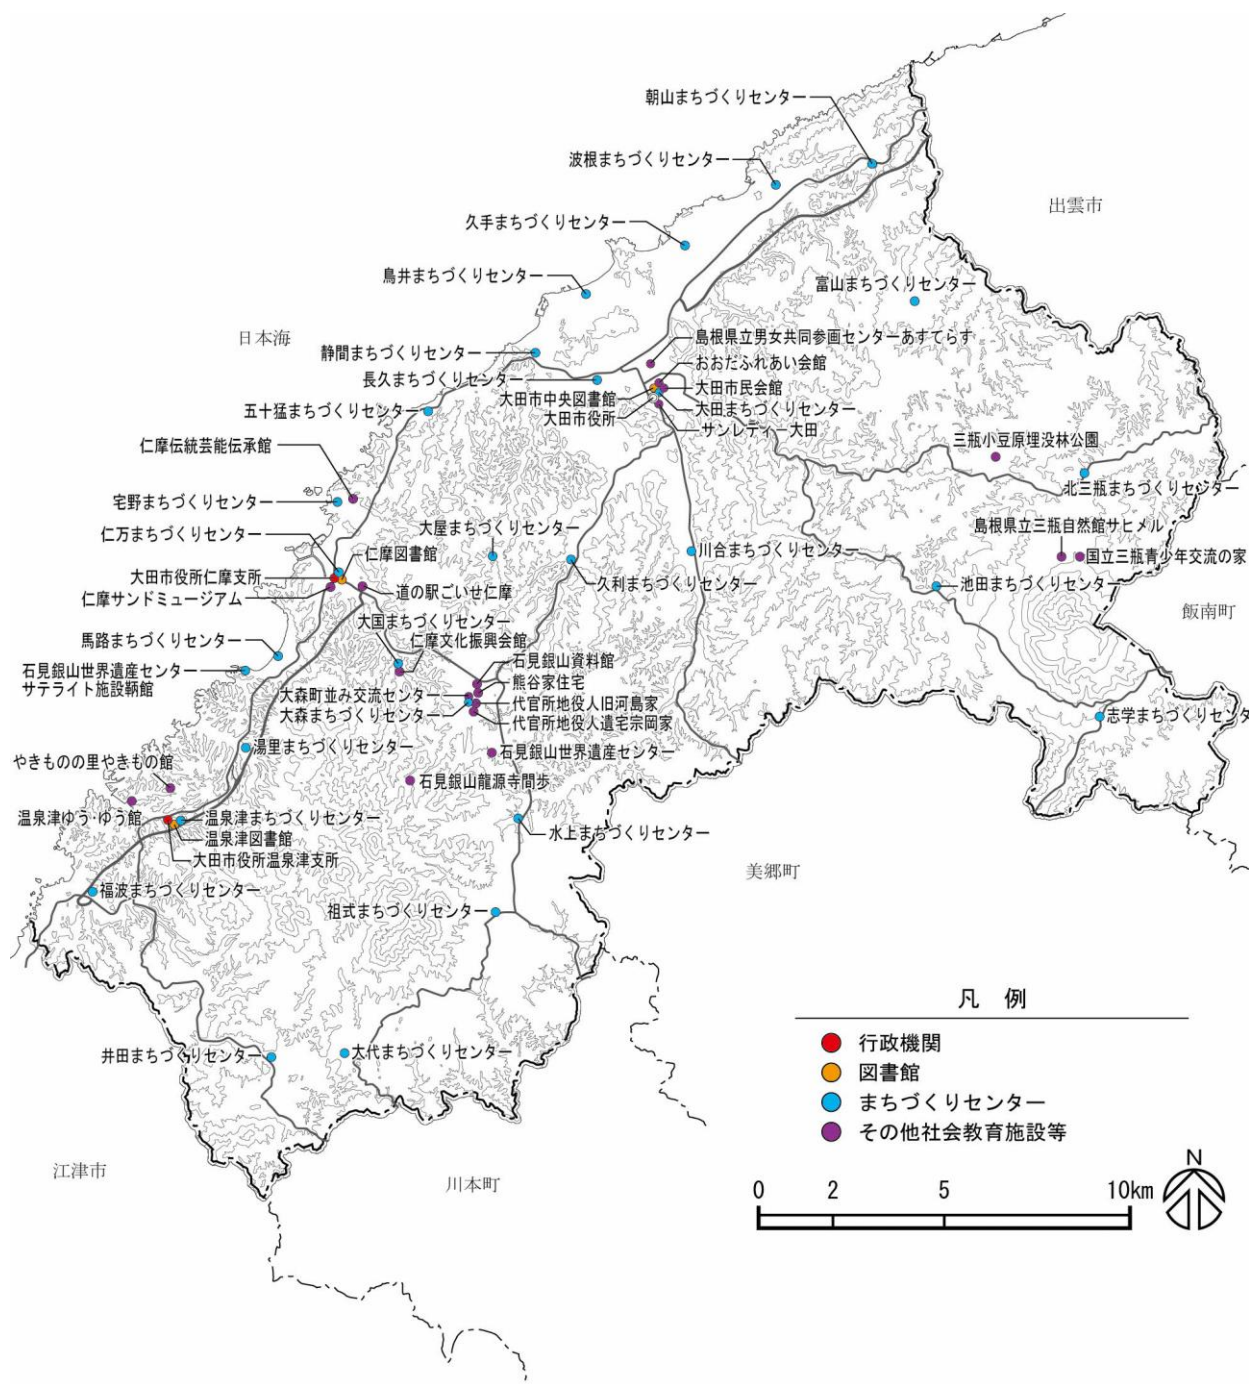 朝山まちづくりセンター
波根まちづくりセンター
出雲市
久手まちづくりセンター
鳥井まちづくりセンター
富山まちづくりセンター
日本海
島根県立男女共同参画センターあすてらす
静間まちづくりセンター
おおだふれあい会館
長久まちづくりセンター
大田市民会館
大田市中央図書館
大田まちづくりセンター
五十猛まちづくりセンター
大田市役所
サンレディー大田
仁摩伝統芸能伝承館
三瓶小豆原埋没林公園
北三瓶まちづくりセンター
宅野まちづくりセンター
仁万まちづくりセンター
大屋まちづくりセンター
島根県立三瓶自然館サヒメル
仁摩図書館
川合まちづくりセンター
国立三瓶青少年交流の家
大田市役所仁摩支所
久利まちづくりセンター
池田まちづくりセンター
仁摩サンドミュージアム
道の駅ごいせ仁摩
飯南町
大国まちづくりセンター
馬路まちづくりセンター
仁摩文化振興会館
石見銀山資料館
石見銀山世界遺産センター
サテライト施設鞆館
熊谷家住宅
大森町並み交流センター
代官所地役人旧河島家
大森まちづくりセンター
代官所地役人遺宅宗岡家
志学まちづくりセンタ
湯里まちづくりセンター
石見銀山世界遺産センター
やきものの里やきもの館
石見銀山龍源寺間歩
温泉津ゆう・ゆう館
温泉津まちづくりセンター
水上まちづくりセンター
温泉津図書館
大田市役所温泉津支所
美郷町
福波まちづくりセンター
祖式まちづくりセンター
凡 例
行政機関
井田まちづくりセンター
大代まちづくりセンター
図書館
まちづくりセンター
その他社会教育施設等
江津市
川本町
N
0 2 5 10km